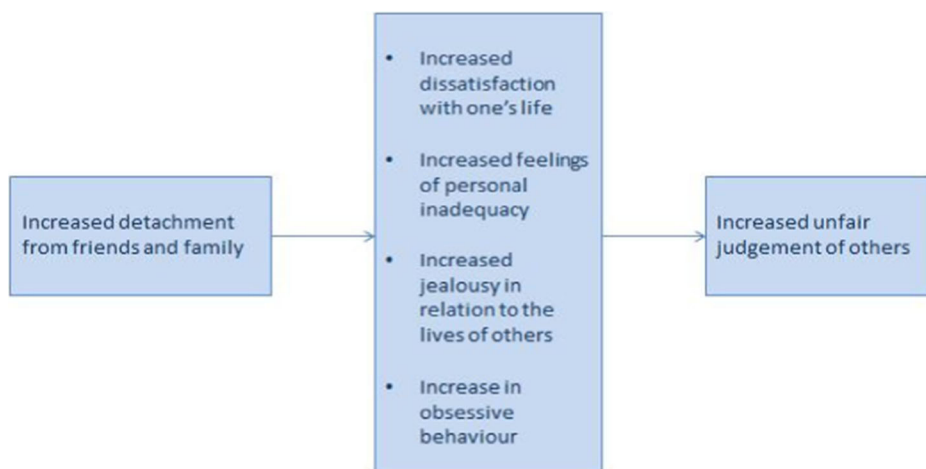 Increased detachment
from friends and family
• Increased
dissatisfaction
with one's life
• Increased feelings
of personal
inadequacy
• Increased
jealousy in
relation to the
lives of others
• Increase in
obsessive
behaviour
Increased unfair
judgement of others